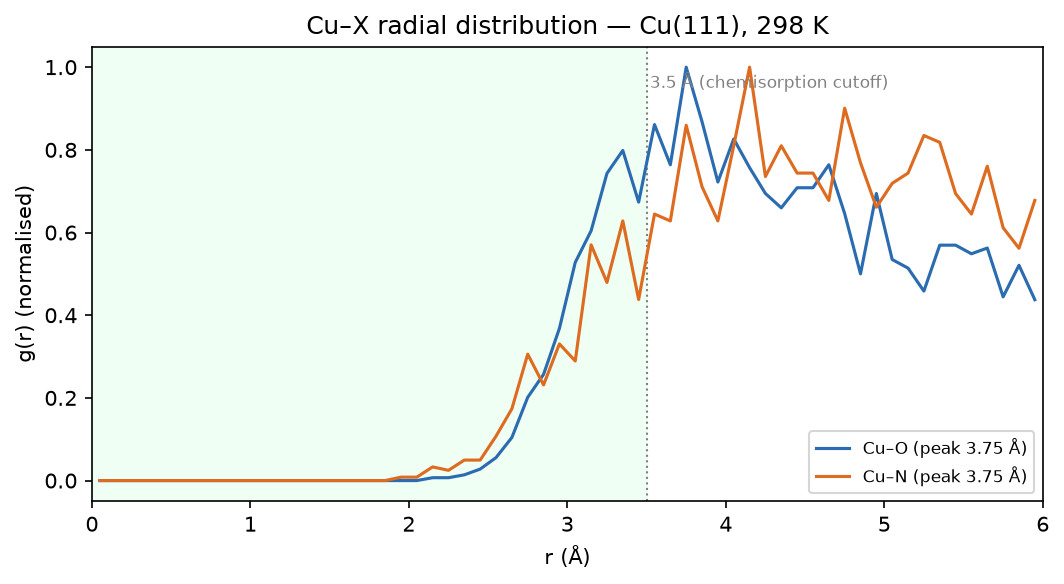 Cu–X radial distribution — Cu(111), 298 K
g(r) (normalised)
1.0
0.8
0.6
0.4
0.2
0.0
3.5 Å (chemisorption cutoff)
Cu–O (peak 3.75 Å)
Cu–N (peak 3.75 Å)
0 1 2 3 4 5 6
r (Å)